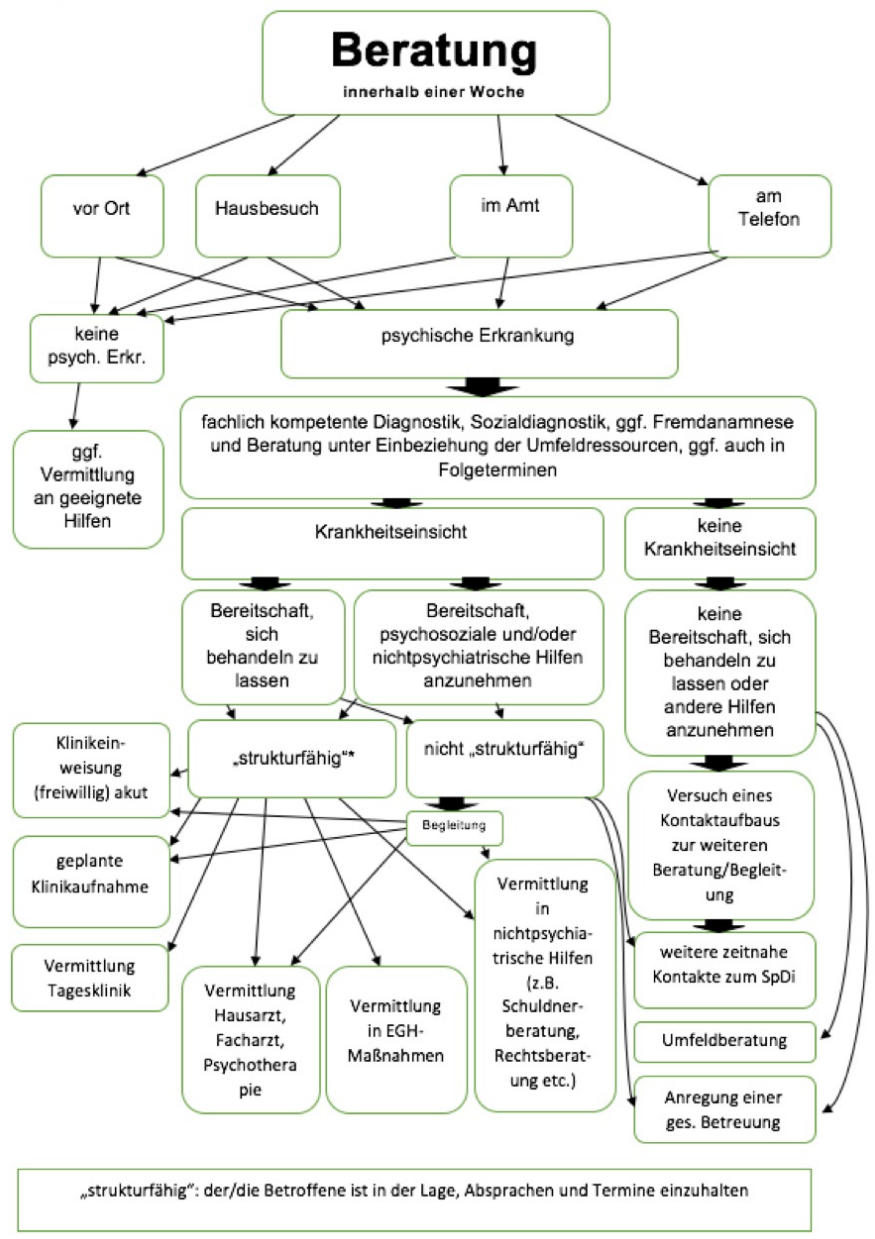 Beratung
innerhalb einer Woche
vor Ort
Hausbesuch
im Amt
am
Telefon
keine
psych. Erkr.
psychische Erkrankung
ggf.
Vermittlung
an geeignete
Hilfen
fachlich kompetente Diagnostik, Sozialdiagnostik, ggf. Fremdanamnese
und Beratung unter Einbeziehung der Umfeldressourcen, ggf. auch in
Folgeterminen
Krankheitseinsicht
keine
Krankheitseinsicht
Bereitschaft,
sich
behandeln zu
lassen
Bereitschaft,
psychosoziale und/oder
nichtpsychiatrische Hilfen
anzunehmen
keine
Bereitschaft, sich
behandeln zu
lassen oder
andere Hilfen
anzunehmen
Klinikein-
weisung
(freiwillig) akut
„strukturfähig“*
nicht „strukturfähig“
Begleitung
Versuch eines
Kontaktaufbaus
zur weiteren
Beratung/Begleit-
ung
geplante
Klinikaufnahme
Vermittlung
Tagesklinik
Vermittlung
Hausarzt,
Facharzt,
Psychothera
pie
Vermittlung
in EGH-
Maßnahmen
Vermittlung
in
nichtpsychia-
trische Hilfen
(z.B.
Schuldner-
beratung,
Rechtsberat-
ung etc.)
weitere zeitnahe
Kontakte zum SpDi
Umfeldberatung
Anregung einer
ges. Betreuung
„strukturfähig“: der/die Betroffene ist in der Lage, Absprachen und Termine einzuhalten